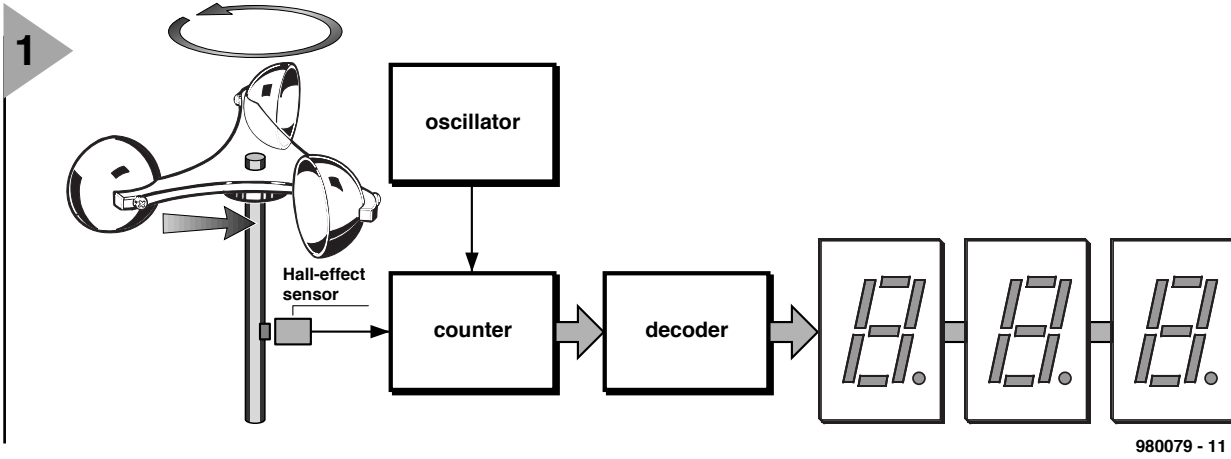 1
oscillator
Hall-effect
sensor
counter
decoder
980079 - 11